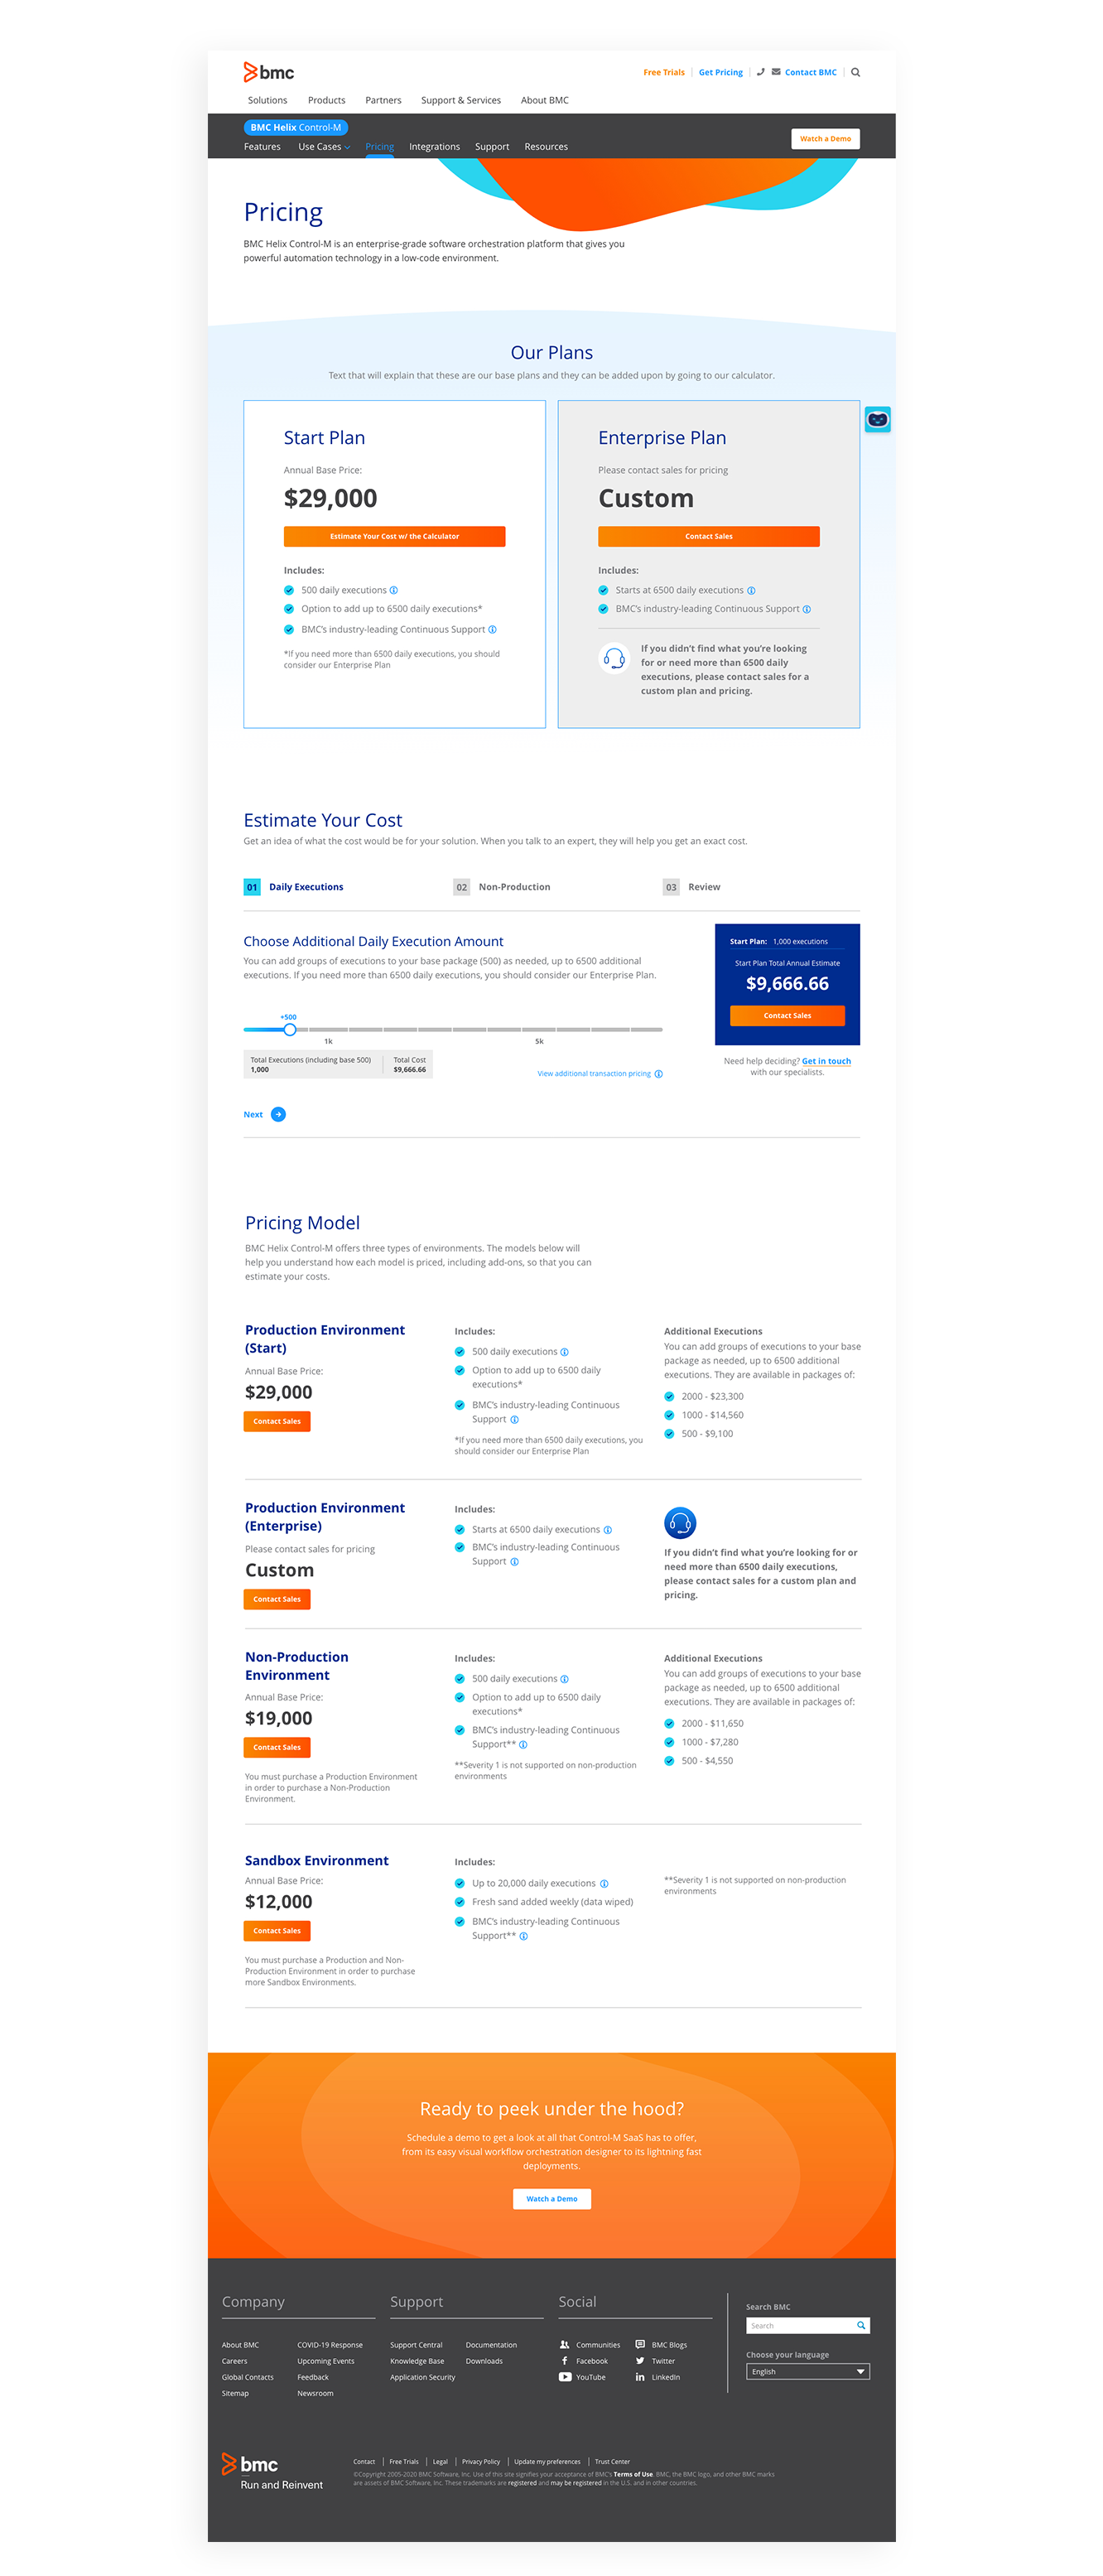 bmc
Free Trials
Get Pricing
Contact BMC
Solutions
Products
Partners
Support & Services
About BMC
BMC Helix Control-M
Features
Use Cases
Pricing
Integrations
Support
Resources
Watch a Demo
Pricing
BMC Helix Control-M is an enterprise-grade software orchestration platform that gives you
powerful automation technology in a low-code environment.
Our Plans
Text that will explain that these are our base plans and they can be added upon by going to our calculator.
Start Plan
Annual Base Price:
$29,000
Estimate Your Cost w/ the Calculator
Includes:
500 daily executions
Option to add up to 6500 daily executions*
BMC's industry-leading Continuous Support
*If you need more than 6500 daily executions, you should
consider our Enterprise Plan
Enterprise Plan
Please contact sales for pricing
Custom
Contact Sales
Includes:
Starts at 6500 daily executions
BMC's industry-leading Continuous Support
If you didn't find what you're looking
for or need more than 6500 daily
executions, please contact sales for a
custom plan and pricing.
Estimate Your Cost
Get an idea of what the cost would be for your solution. When you talk to an expert, they will help you get an exact cost.
01 Daily Executions
02 Non-Production
03 Review
Choose Additional Daily Execution Amount
You can add groups of executions to your base package (500) as needed, up to 6500 additional
executions. If you need more than 6500 daily executions, you should consider our Enterprise Plan.
+500
1k
5k
Total Executions (including base 500)
1,000
Total Cost
$9,666.66
View additional transaction pricing
Next
Start Plan: 1,000 executions
Start Plan Total Annual Estimate
$9,666.66
Contact Sales
Need help deciding? Get in touch
with our specialists.
Pricing Model
BMC Helix Control-M offers three types of environments. The models below will
help you understand how each model is priced, including add-ons, so that you can
estimate your costs.
Production Environment
(Start)
Annual Base Price:
$29,000
Contact Sales
Includes:
500 daily executions
Option to add up to 6500 daily
executions*
BMC's industry-leading Continuous
Support
*If you need more than 6500 daily executions, you
should consider our Enterprise Plan
Additional Executions
You can add groups of executions to your base
package as needed, up to 6500 additional
executions. They are available in packages of:
2000 - $23,300
1000 - $14,560
500 - $9,100
Production Environment
(Enterprise)
Please contact sales for pricing
Custom
Contact Sales
Includes:
Starts at 6500 daily executions
BMC's industry-leading Continuous
Support
If you didn't find what you're looking for or
need more than 6500 daily executions,
please contact sales for a custom plan and
pricing.
Non-Production
Environment
Annual Base Price:
$19,000
Contact Sales
You must purchase a Production Environment
in order to purchase a Non-Production
Environment.
Includes:
500 daily executions
Option to add up to 6500 daily
executions*
BMC's industry-leading Continuous
Support**
**Severity 1 is not supported on non-production
environments
Additional Executions
You can add groups of executions to your base
package as needed, up to 6500 additional
executions. They are available in packages of:
2000 - $11,650
1000 - $7,280
500 - $4,550
Sandbox Environment
Annual Base Price:
$12,000
Contact Sales
You must purchase a Production and Non-
Production Environment in order to purchase
more Sandbox Environments.
Includes:
Up to 20,000 daily executions
Fresh sand added weekly (data wiped)
BMC's industry-leading Continuous
Support**
**Severity 1 is not supported on non-production
environments
Ready to peek under the hood?
Schedule a demo to get a look at all that Control-M SaaS has to offer,
from its easy visual workflow orchestration designer to its lightning fast
deployments.
Watch a Demo
Company
About BMC
Careers
Global Contacts
Sitemap
COVID-19 Response
Upcoming Events
Feedback
Newsroom
Support
Support Central
Knowledge Base
Application Security
Documentation
Downloads
Social
Communities
Facebook
YouTube
BMC Blogs
Twitter
LinkedIn
Search BMC
Search
Choose your language
English
bmc
Run and Reinvent
Contact
Free Trials
Legal
Privacy Policy
Update my preferences
Trust Center
©Copyright 2005-2020 BMC Software, Inc. Use of this site signifies your acceptance of BMC's Terms of Use. BMC, the BMC logo, and other BMC marks
are assets of BMC Software, Inc. These trademarks are registered and may be registered in the U.S. and in other countries.